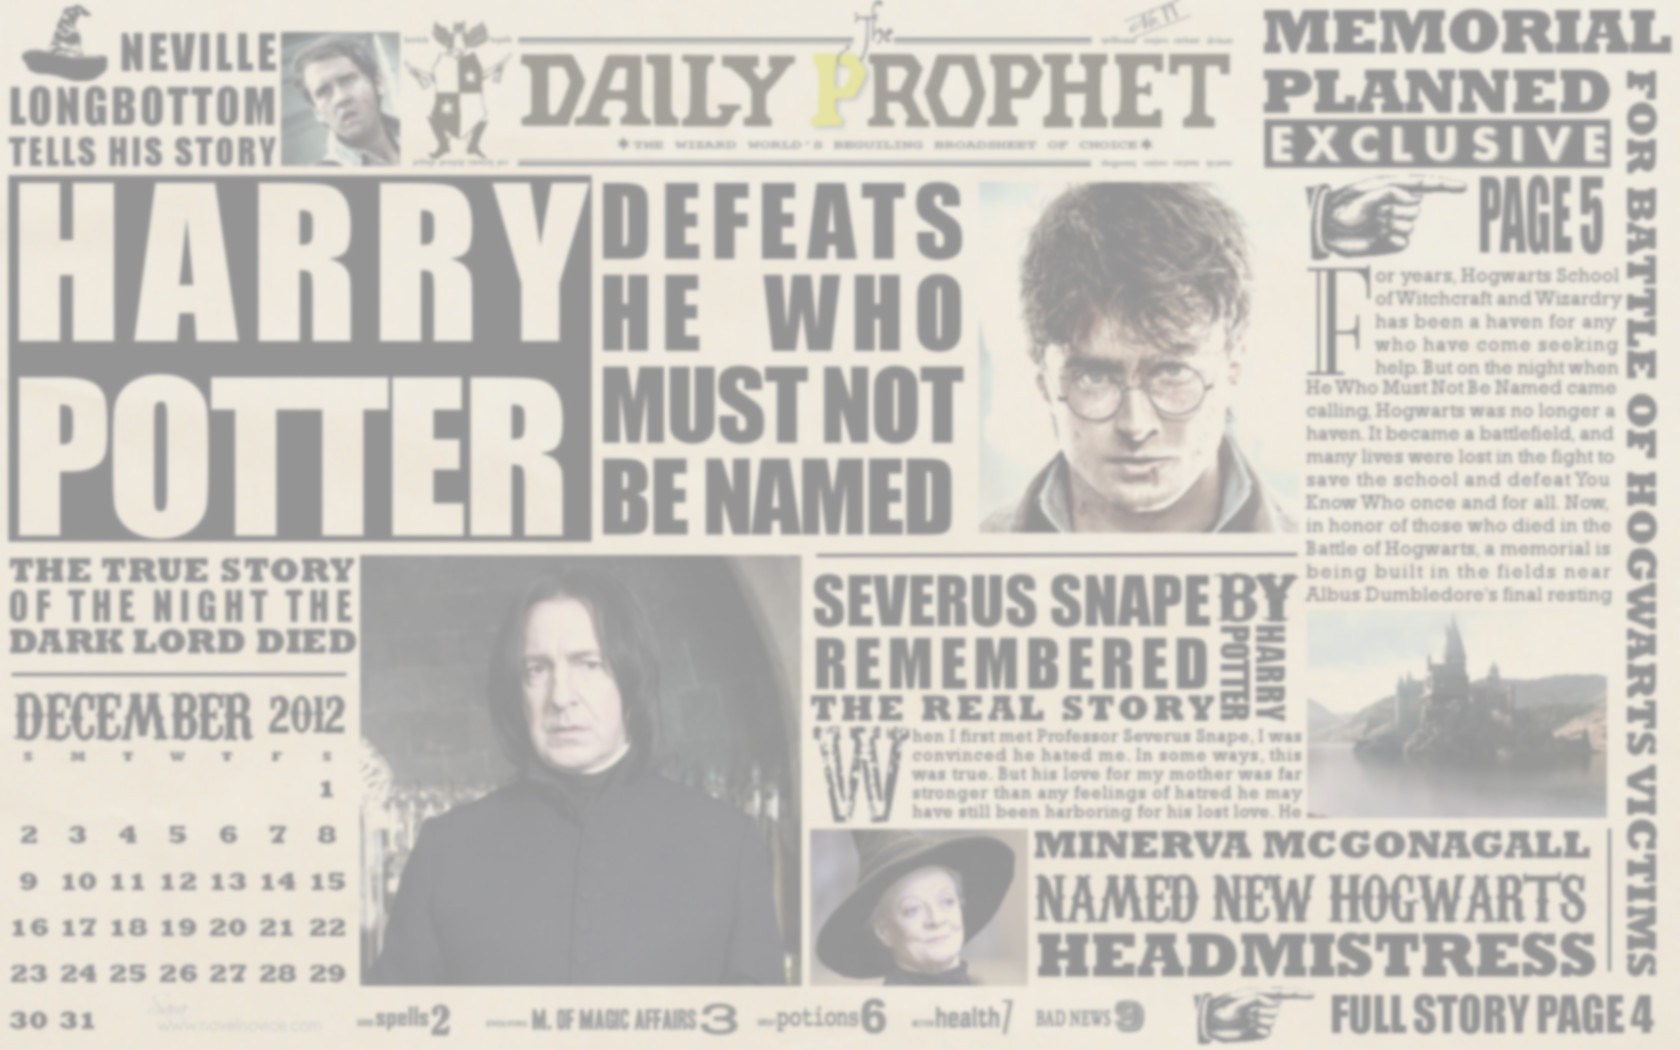 NEVILLE
LONGBOTTOM
TELLS HIS STORY
The
DAILY PROPHET
THE WIZARD WORLD'S BEGUILING BROADSHEET OF CHOICE
MEMORIAL
PLANNED
EXCLUSIVE
PAGE 5
FOR BATTLE OF HOGWARTS VICTIMS
HARRY
POTTER
DEFEATS
HE WHO
MUST NOT
BE NAMED
For years, Hogwarts School
of Witchcraft and Wizardry
has been a haven for any
who have come seeking
help. But on the night when
He Who Must Not Be Named came
calling, Hogwarts was no longer a
haven. It became a battlefield, and
many lives were lost in the fight to
save the school and defeat You
Know Who once and for all. Now,
in honor of those who died in the
Battle of Hogwarts, a memorial is
being built in the fields near
Albus Dumbledore's final resting
THE TRUE STORY
OF THE NIGHT THE
DARK LORD DIED
DECEMBER 2012
S M T W T F S
1
2 3 4 5 6 7 8
9 10 11 12 13 14 15
16 17 18 19 20 21 22
23 24 25 26 27 28 29
30 31
www.novelnovice.com
SEVERUS SNAPE
REMEMBERED
THE REAL STORY
BY
HARRY
POTTER
When I first met Professor Severus Snape, I was
convinced he hated me. In some ways, this
was true. But his love for my mother was far
stronger than any feelings of hatred he may
have still been harboring for his lost love. He
MINERVA MCGONAGALL
NAMED NEW HOGWARTS
HEADMISTRESS
spells 2
M. OF MAGIC AFFAIRS 3
potions 6
health 7
BAD NEWS 9
FULL STORY PAGE 4